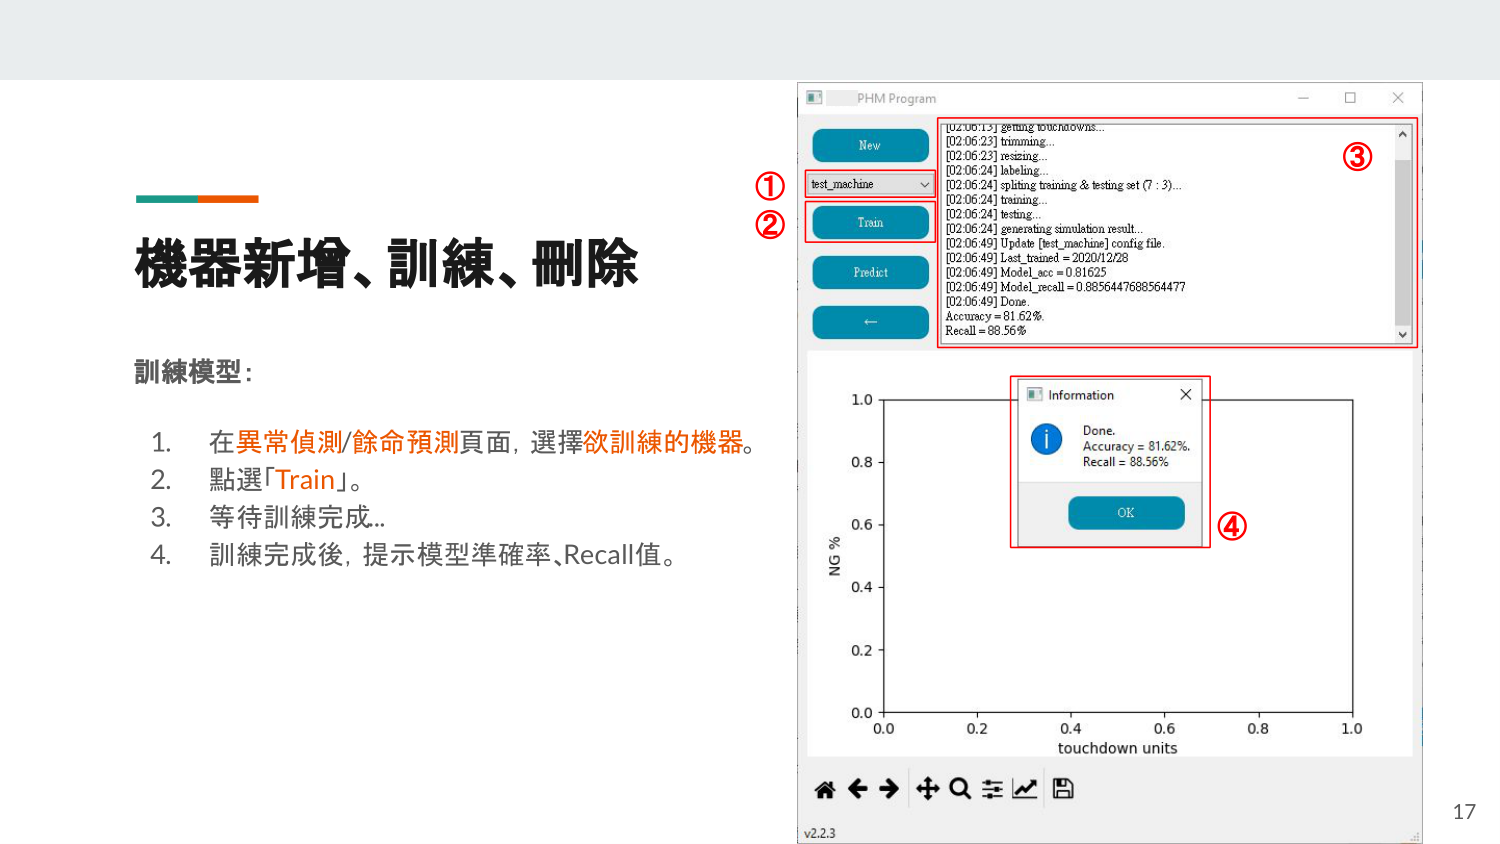 機器新增、訓練、刪除
訓練模型：
1. 在異常偵測/餘命預測頁面，選擇欲訓練的機器。
2. 點選「Train」。
3. 等待訓練完成...
4. 訓練完成後，提示模型準確率、Recall值。
PHM Program
New
test_machine
Train
Predict
←
①
②
③
④
[02:06:13] getting touchdowns...
[02:06:23] trimming...
[02:06:23] resizing...
[02:06:24] labeling...
[02:06:24] spliting training & testing set (7 : 3)...
[02:06:24] training...
[02:06:24] testing...
[02:06:24] generating simulation result...
[02:06:49] Update [test_machine] config file.
[02:06:49] Last_trained = 2020/12/28
[02:06:49] Model_acc = 0.81625
[02:06:49] Model_recall = 0.8856447688564477
[02:06:49] Done.
Accuracy = 81.62%.
Recall = 88.56%
Information
Done.
Accuracy = 81.62%.
Recall = 88.56%
OK
1.0
0.8
0.6
0.4
0.2
0.0
NG %
0.0 0.2 0.4 0.6 0.8 1.0
touchdown units
v2.2.3
17